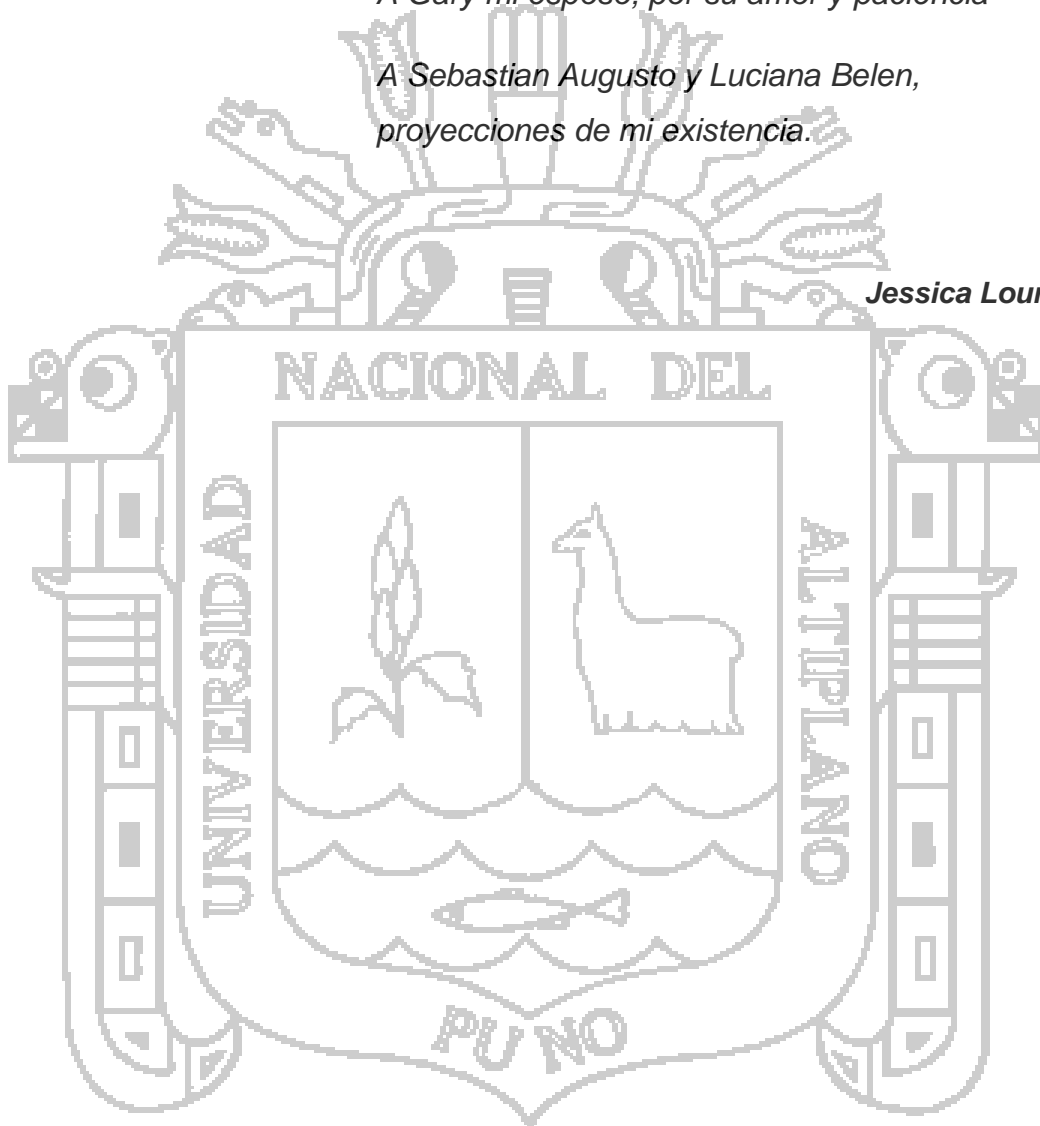 A Gary mi esposo, por su amor y paciencia
A Sebastian Augusto y Luciana Belen,
proyecciones de mi existencia.
Jessica
NACIONAL DEL
UNIVERSIDAD
ALTIPLANO
PUNO